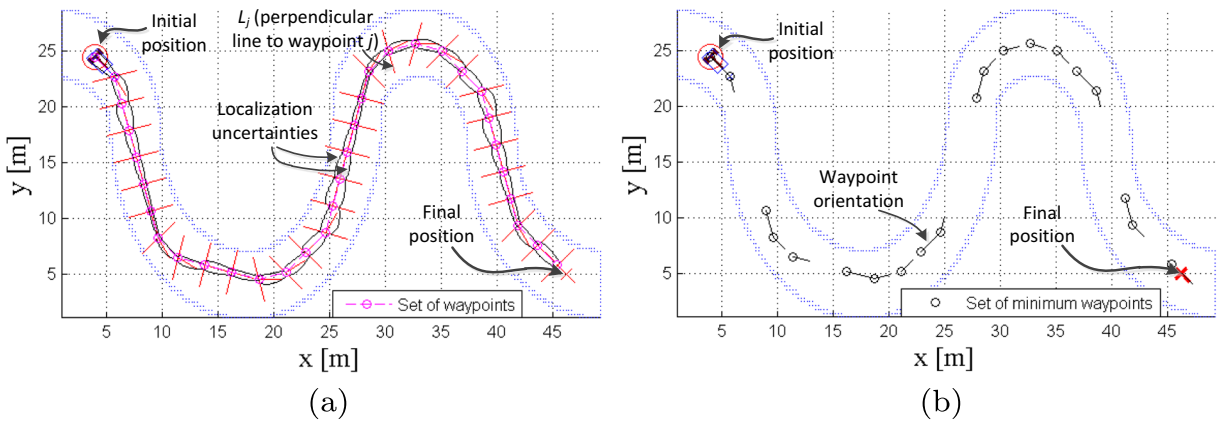 Initial
position
L_j (perpendicular
line to waypoint j)
Localization
uncertainties
Final
position
Set of waypoints
25
20
15
10
5
y [m]
5 10 15 20 25 30 35 40 45
x [m]
(a)
Initial
position
Waypoint
orientation
Final
position
Set of minimum waypoints
25
20
15
10
5
y [m]
5 10 15 20 25 30 35 40 45
x [m]
(b)